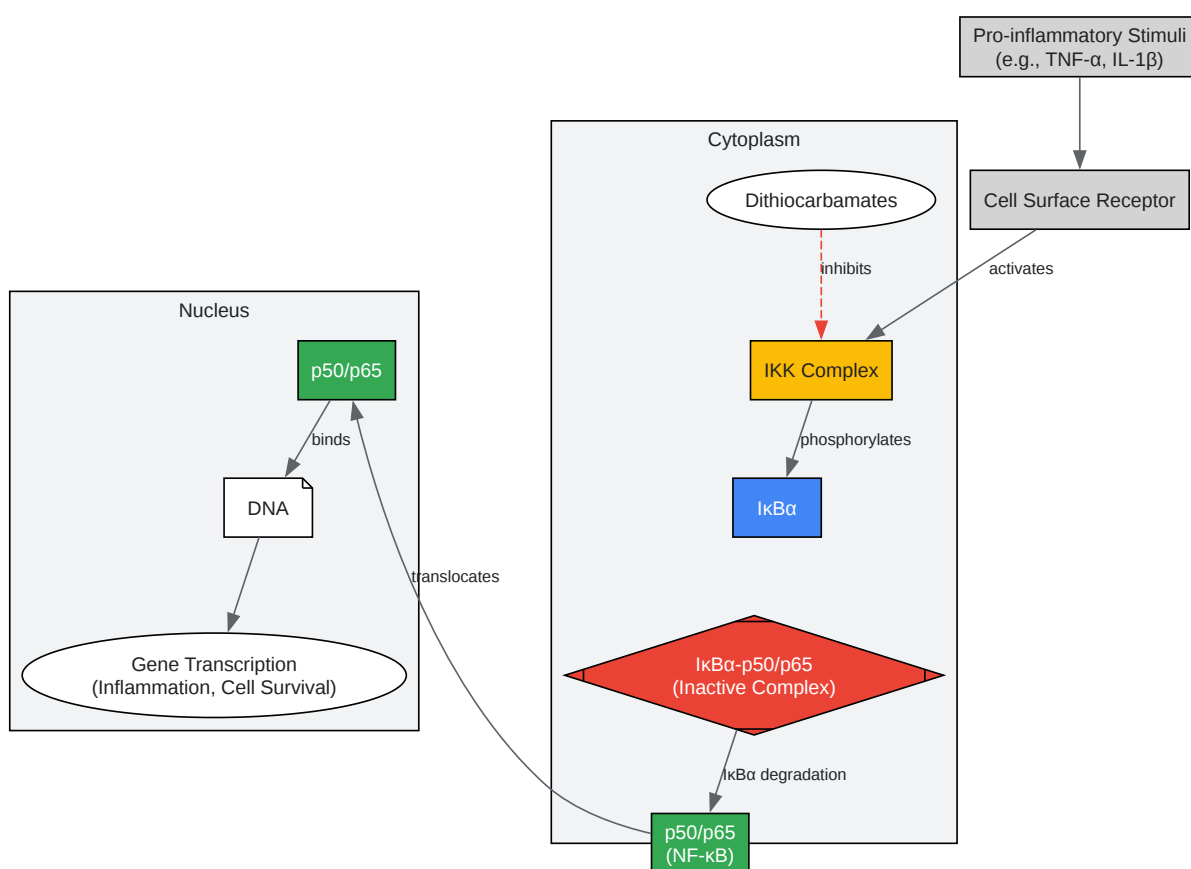 Pro-inflammatory Stimuli
(e.g., TNF-α, IL-1β)
Cytoplasm
Dithiocarbamates
Cell Surface Receptor
inhibits
activates
Nucleus
p50/p65
IKK Complex
binds
phosphorylates
DNA
IκBα
translocates
Gene Transcription
(Inflammation, Cell Survival)
IκBα-p50/p65
(Inactive Complex)
IκBα degradation
p50/p65
(NF-κB)